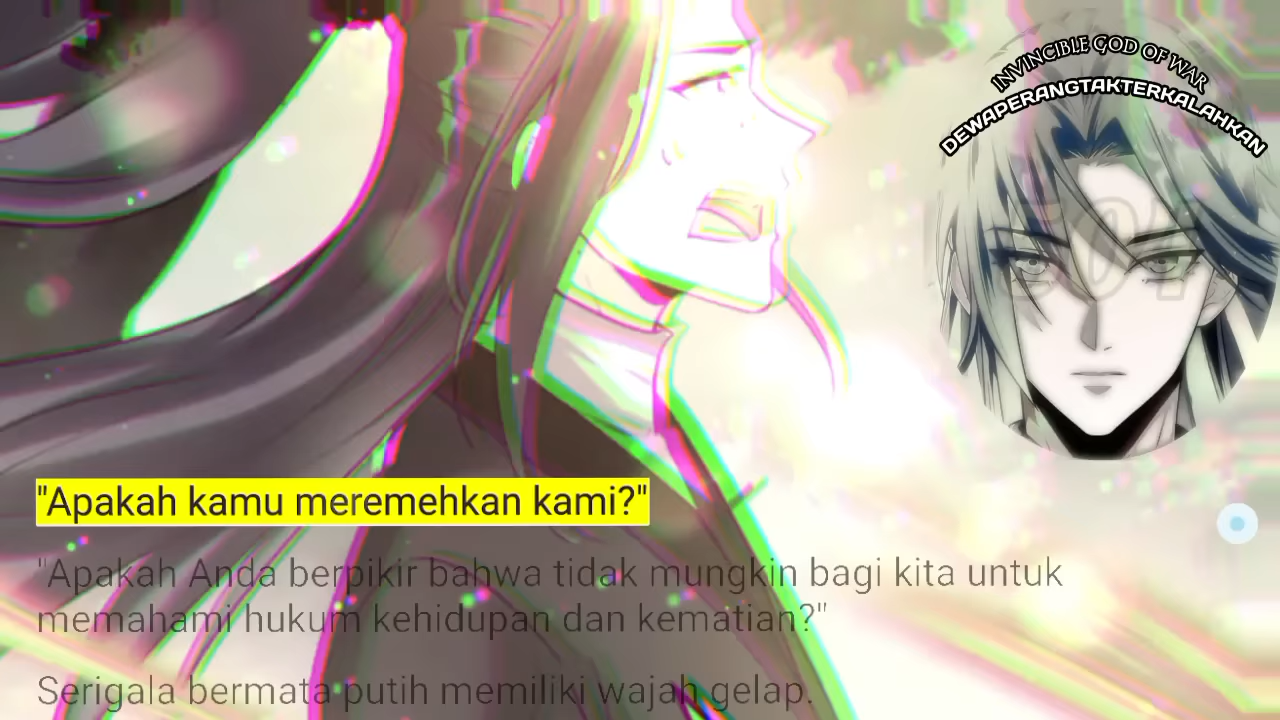 INVINCIBLE GOD OF WAR
DEWAPERANGTAKTERKALAHKAN
"Apakah kamu meremehkan kami?"
"Apakah Anda berpikir bahwa tidak mungkin bagi kita untuk
memahami hukum kehidupan dan kematian?"
Serigala bermata putih memiliki wajah gelap.